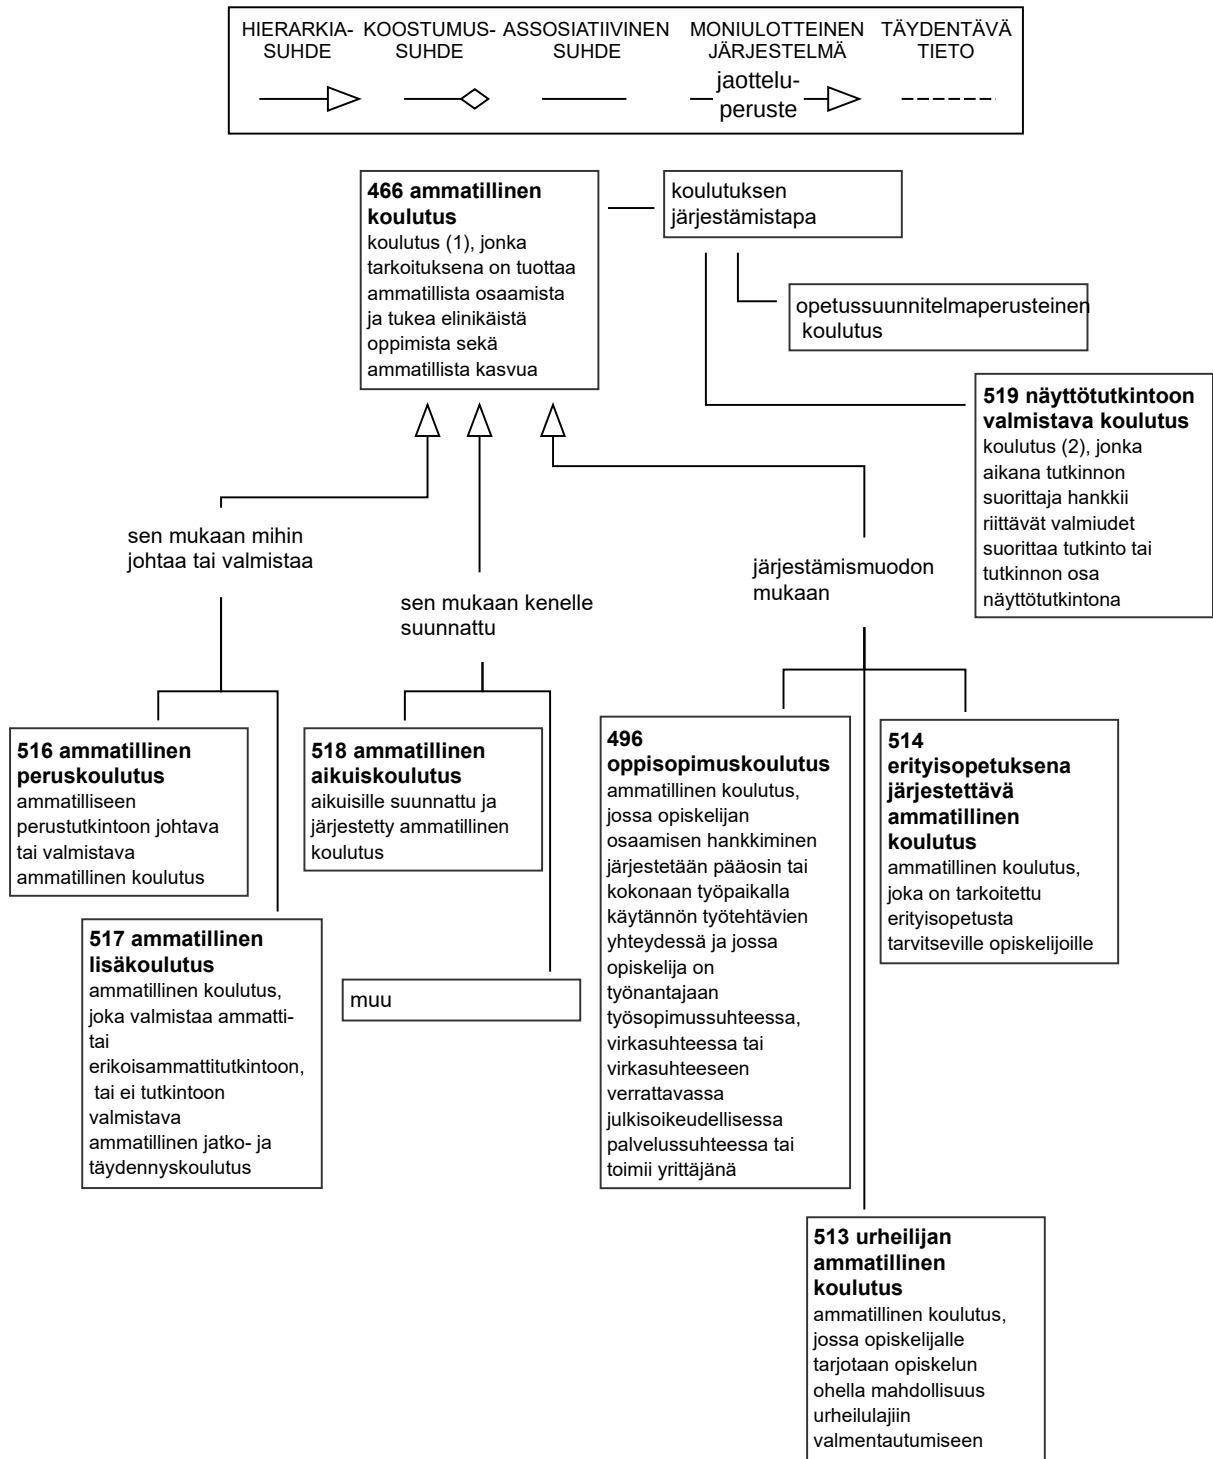 HIERARKIA-
SUHDE
KOOSTUMUS-
SUHDE
ASSOSIATIIVINEN
SUHDE
MONIULOTTEINEN
JÄRJESTELMÄ
TÄYDENTÄVÄ
TIETO
jaottelu-
peruste
466 ammatillinen
koulutus
koulutus (1), jonka
tarkoituksena on tuottaa
ammatillista osaamista
ja tukea elinikäistä
oppimista sekä
ammatillista kasvua
koulutuksen
järjestämistapa
opetussuunnitelmaperusteinen
koulutus
519 näyttötutkintoon
valmistava koulutus
koulutus (2), jonka
aikana tutkinnon
suorittaja hankkii
riittävät valmiudet
suorittaa tutkinto tai
tutkinnon osa
näyttötutkintona
sen mukaan mihin
johtaa tai valmistaa
sen mukaan kenelle
suunnattu
järjestämismuodon
mukaan
516 ammatillinen
peruskoulutus
ammatilliseen
perustutkintoon johtava
tai valmistava
ammatillinen koulutus
517 ammatillinen
lisäkoulutus
ammatillinen koulutus,
joka valmistaa ammatti-
tai
erikoisammattitutkintoon,
tai ei tutkintoon
valmistava
ammatillinen jatko- ja
täydennyskoulutus
518 ammatillinen
aikuiskoulutus
aikuisille suunnattu ja
järjestetty ammatillinen
koulutus
muu
496
oppisopimuskoulutus
ammatillinen koulutus,
jossa opiskelijan
osaamisen hankkiminen
järjestetään pääosin tai
kokonaan työpaikalla
käytännön työtehtävien
yhteydessä ja jossa
opiskelija on
työnantajaan
työsopimussuhteessa,
virkasuhteessa tai
virkasuhteeseen
verrattavassa
julkisoikeudellisessa
palvelussuhteessa tai
toimii yrittäjänä
514
erityisopetuksena
järjestettävä
ammatillinen
koulutus
ammatillinen koulutus,
joka on tarkoitettu
erityisopetusta
tarvitseville opiskelijoille
513 urheilijan
ammatillinen
koulutus
ammatillinen koulutus,
jossa opiskelijalle
tarjotaan opiskelun
ohella mahdollisuus
urheilulajiin
valmentautumiseen